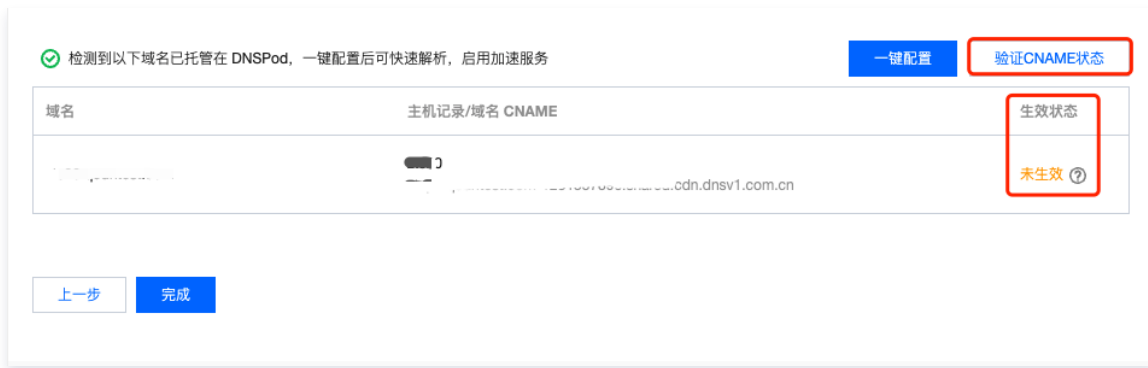 检测到以下域名已托管在 DNSPod，一键配置后可快速解析，启用加速服务
一键配置
验证CNAME状态
域名
主机记录/域名 CNAME
生效状态
.cdn.dnsv1.com.cn
未生效
上一步
完成